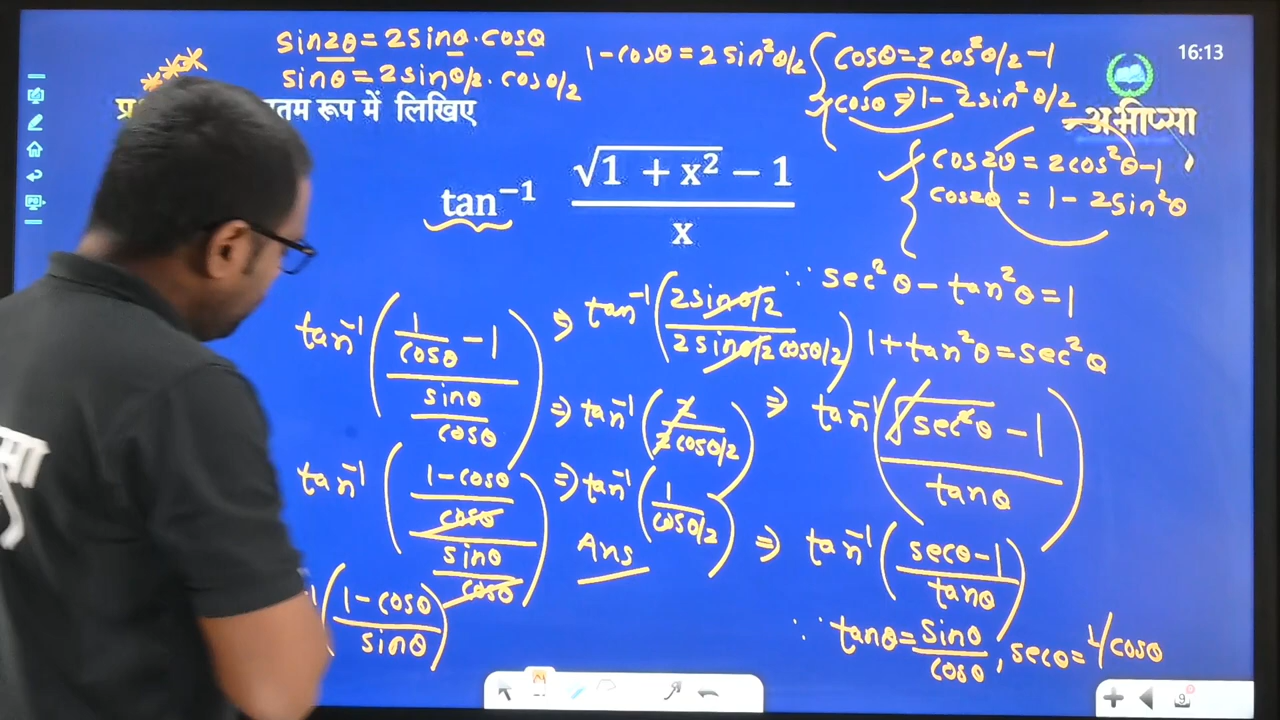 sin2θ = 2sinθ·cosθ
sinθ = 2sinθ/2·cosθ/2
1-cosθ = 2sin²θ/2
cosθ = 2cos²θ/2 -1
cosθ ⇒ 1- 2sin²θ/2
16:13
अभीप्सा
तम रूप में लिखिए
cos2θ = 2cos²θ-1
cos2θ = 1 - 2sin²θ
tan⁻¹ (√(1 + x²) − 1)/x
∵ sec²θ - tan²θ = 1
1+tan²θ = sec²θ
⇒ tan⁻¹((√sec²θ -1)/tanθ)
⇒ tan⁻¹((secθ-1)/tanθ)
∵ tanθ = sinθ/cosθ, secθ = 1/cosθ
tan⁻¹((1/cosθ -1)/(sinθ/cosθ))
tan⁻¹(((1-cosθ)/cosθ)/(sinθ/cosθ))
((1-cosθ)/sinθ)
⇒ tan⁻¹(2sinθ/2/(2sinθ/2 cosθ/2))
⇒ tan⁻¹(2/(2cosθ/2))
⇒ tan⁻¹(1/(cosθ/2))
Ans